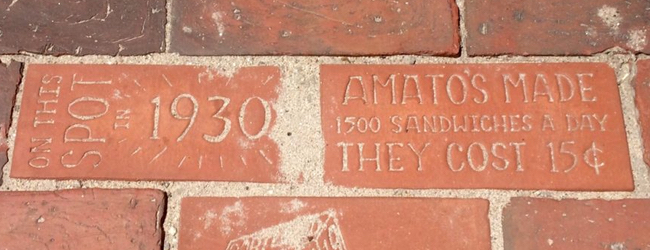 ON THIS
SPOT
IN
1930
AMATO'S MADE
1500 SANDWICHES A DAY
THEY COST 15¢